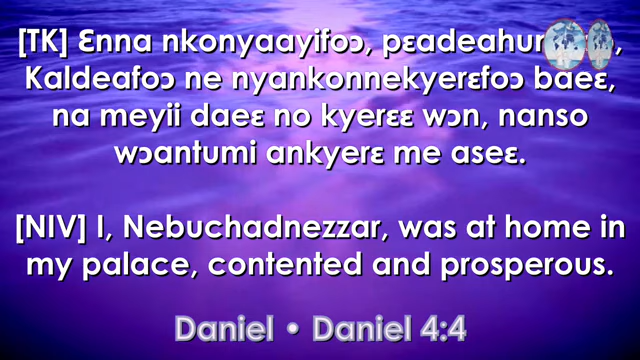 [TK] Ɛnna nkonyaayifoɔ,
Kaldeafoɔ ne nyankonnekyerɛfoɔ baeɛ,
na meyii daeɛ no kyerɛɛ wɔn, nanso
wɔantumi ankyerɛ me aseɛ.
[NIV] I, Nebuchadnezzar, was at home in
my palace, contented and prosperous.
Daniel • Daniel 4:4